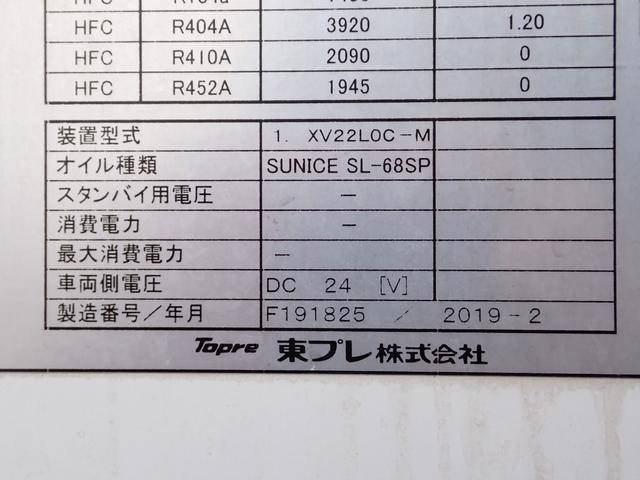 HFC R404A 3920 1.20
HFC R410A 2090 0
HFC R452A 1945 0
装置型式 1. XV22LOC-M
オイル種類 SUNICE SL-68SP
スタンバイ用電圧 -
消費電力 -
最大消費電力 -
車両側電圧 DC 24 [V]
製造番号/年月 F191825 / 2019-2
Topre 東プレ株式会社